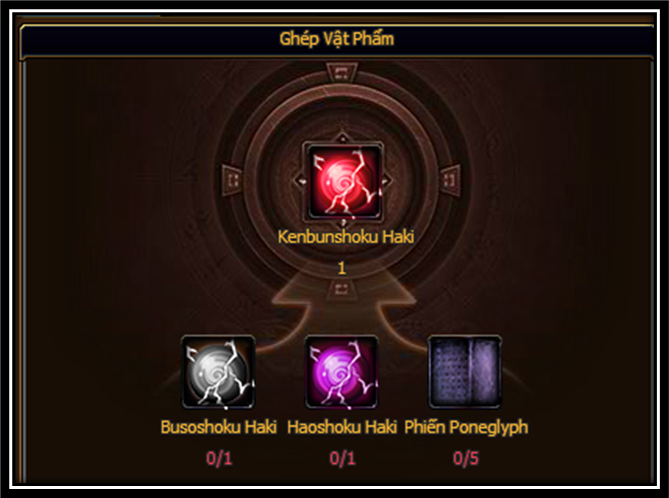 Ghép Vật Phẩm
Kenbunshoku Haki
1
Busoshoku Haki Haoshoku Haki Phiến Poneglyph
0/1 0/1 0/5